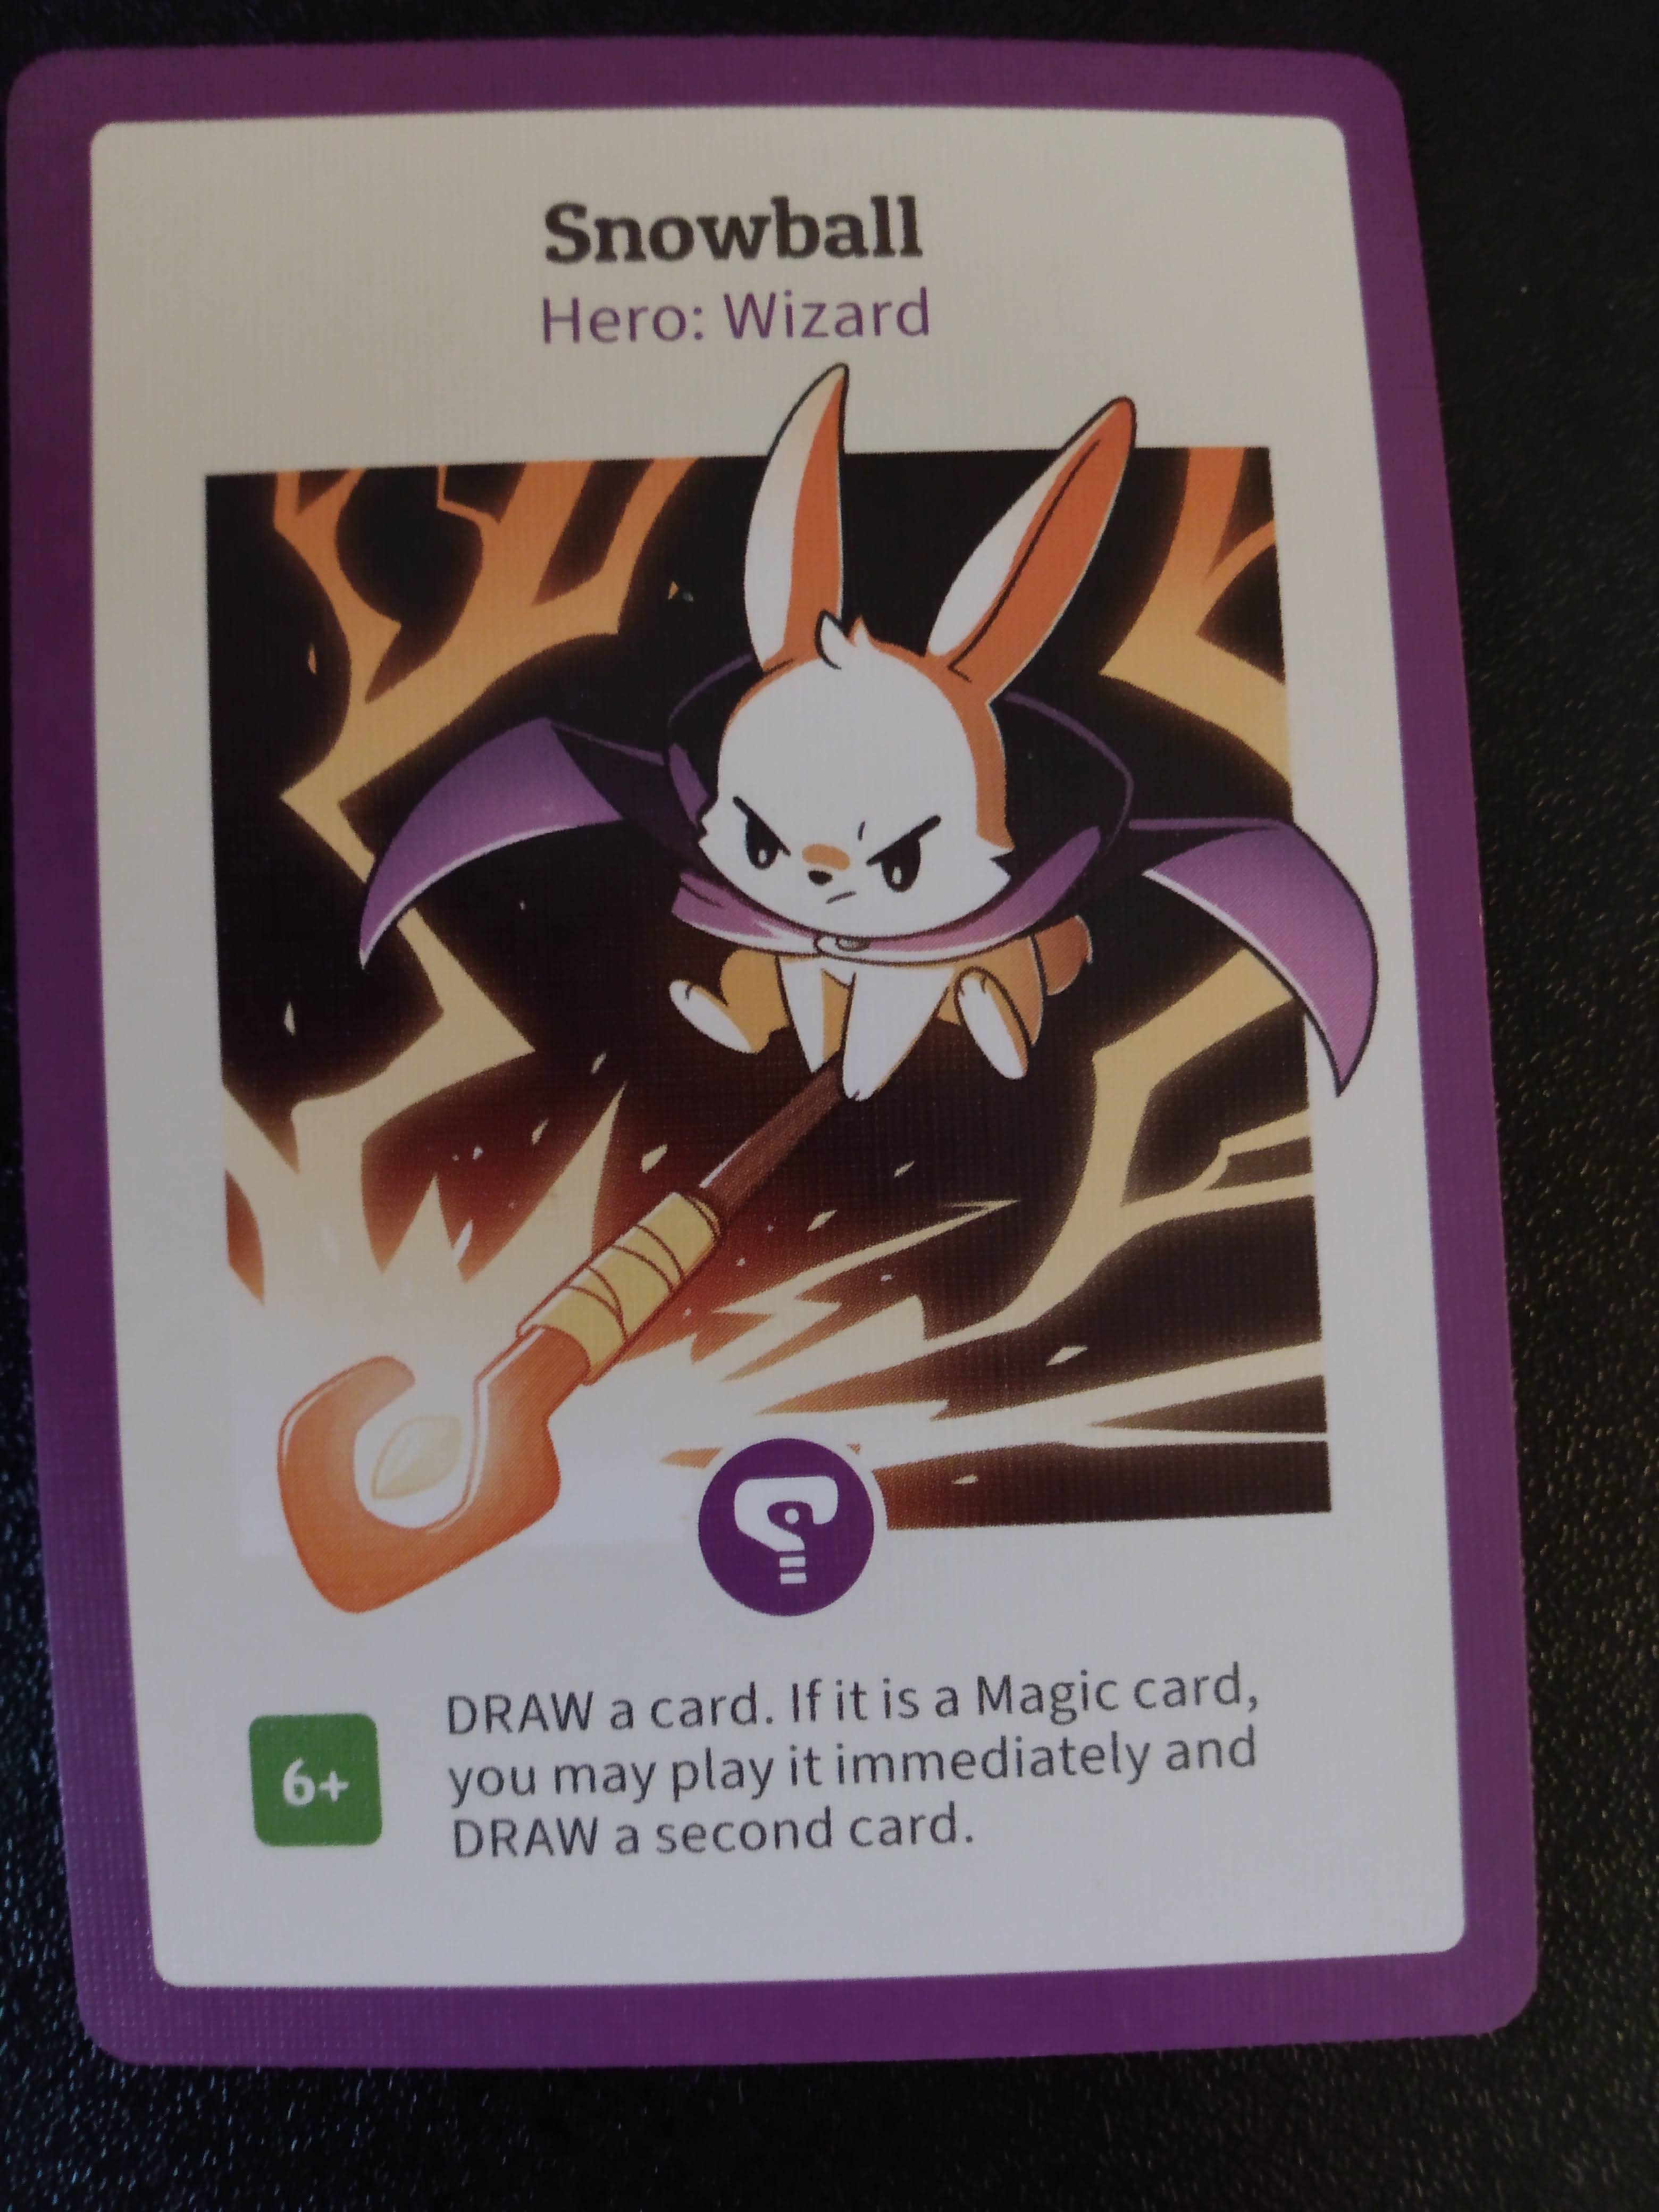 Snowball
Hero: Wizard
6+
DRAW a card. If it is a Magic card,
you may play it immediately and
DRAW a second card.